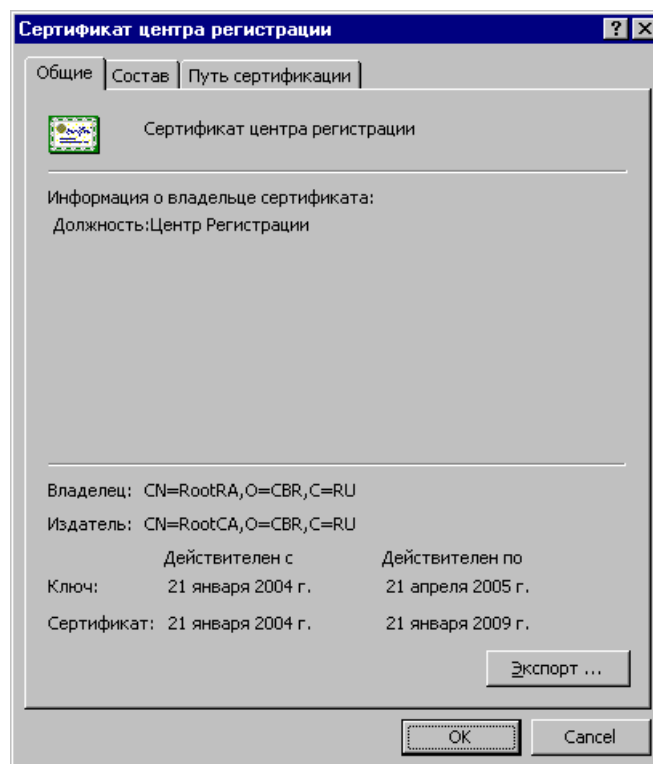 Сертификат центра регистрации
Общие Состав Путь сертификации
Сертификат центра регистрации
Информация о владельце сертификата:
Должность:Центр Регистрации
Владелец: CN=RootRA,O=CBR,C=RU
Издатель: CN=RootCA,O=CBR,C=RU
Действителен с Действителен по
Ключ: 21 января 2004 г. 21 апреля 2005 г.
Сертификат: 21 января 2004 г. 21 января 2009 г.
Экспорт ...
OK Cancel